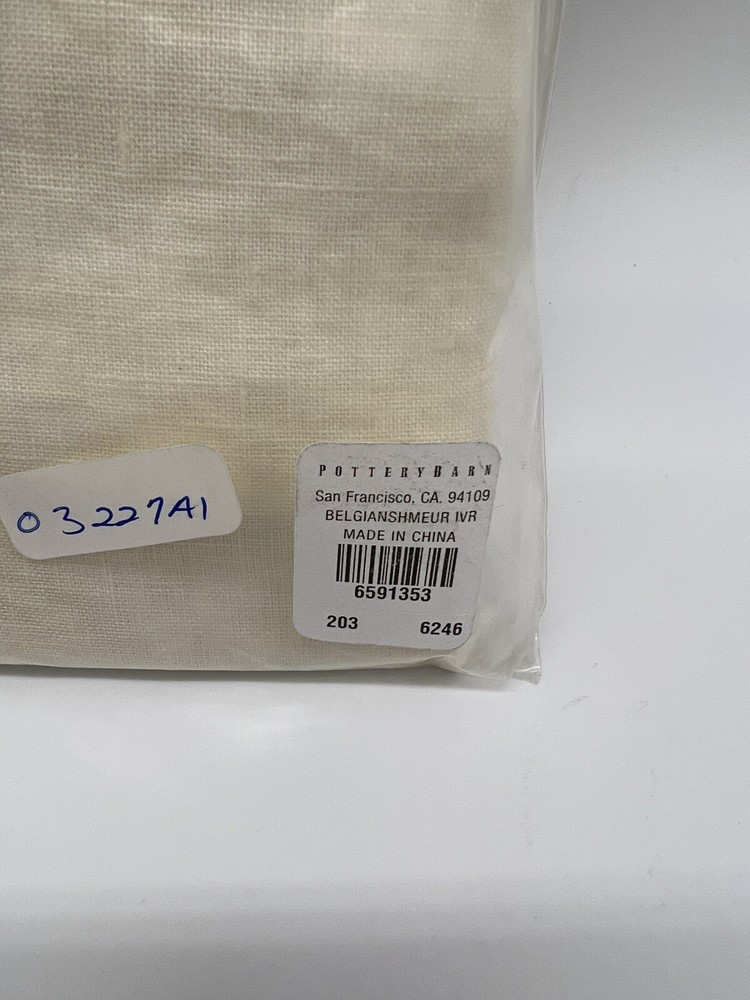 03227A1
POTTERYBARN
San Francisco, CA. 94109
BELGIANSHMEUR IVR
MADE IN CHINA
6591353
203 6246